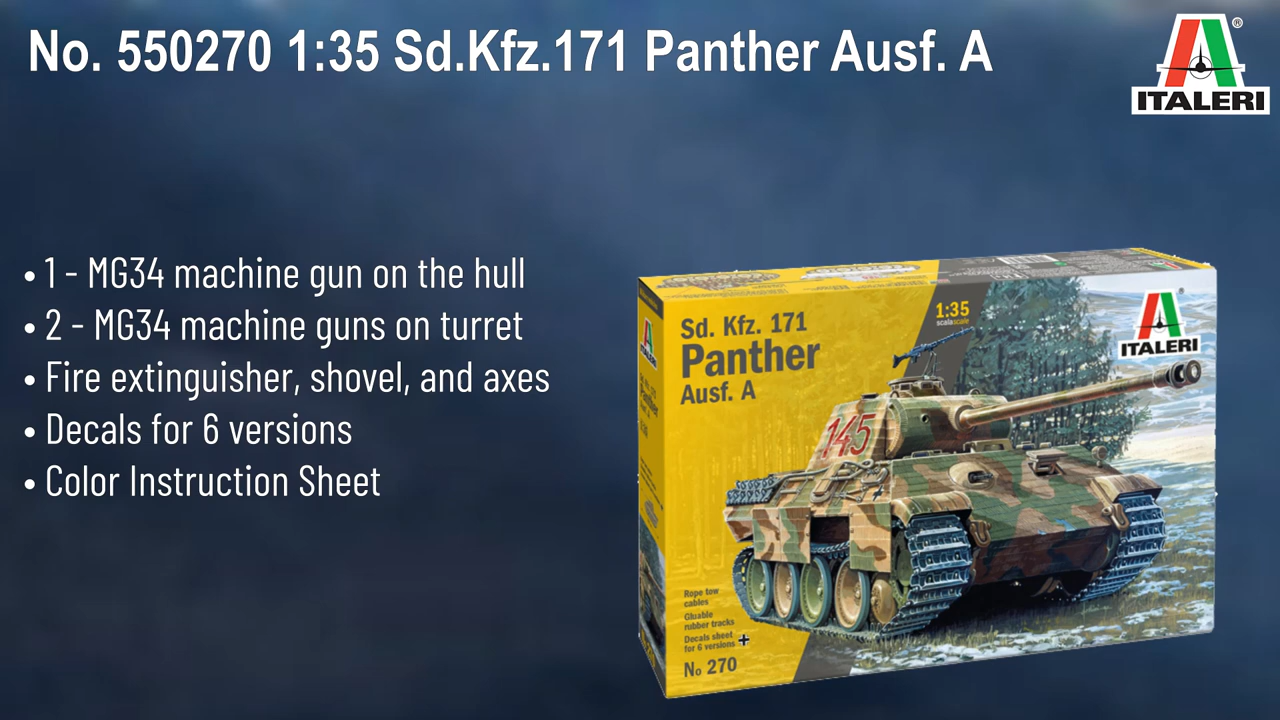 No. 550270 1:35 Sd.Kfz.171 Panther Ausf. A
ITALERI
• 1 - MG34 machine gun on the hull
• 2 - MG34 machine guns on turret
• Fire extinguisher, shovel, and axes
• Decals for 6 versions
• Color Instruction Sheet
Sd. Kfz. 171
Panther
Ausf. A
1:35
scalascale
ITALERI
145
Rope tow
cables
Gluable
rubber tracks
Decals sheet
for 6 versions
No 270